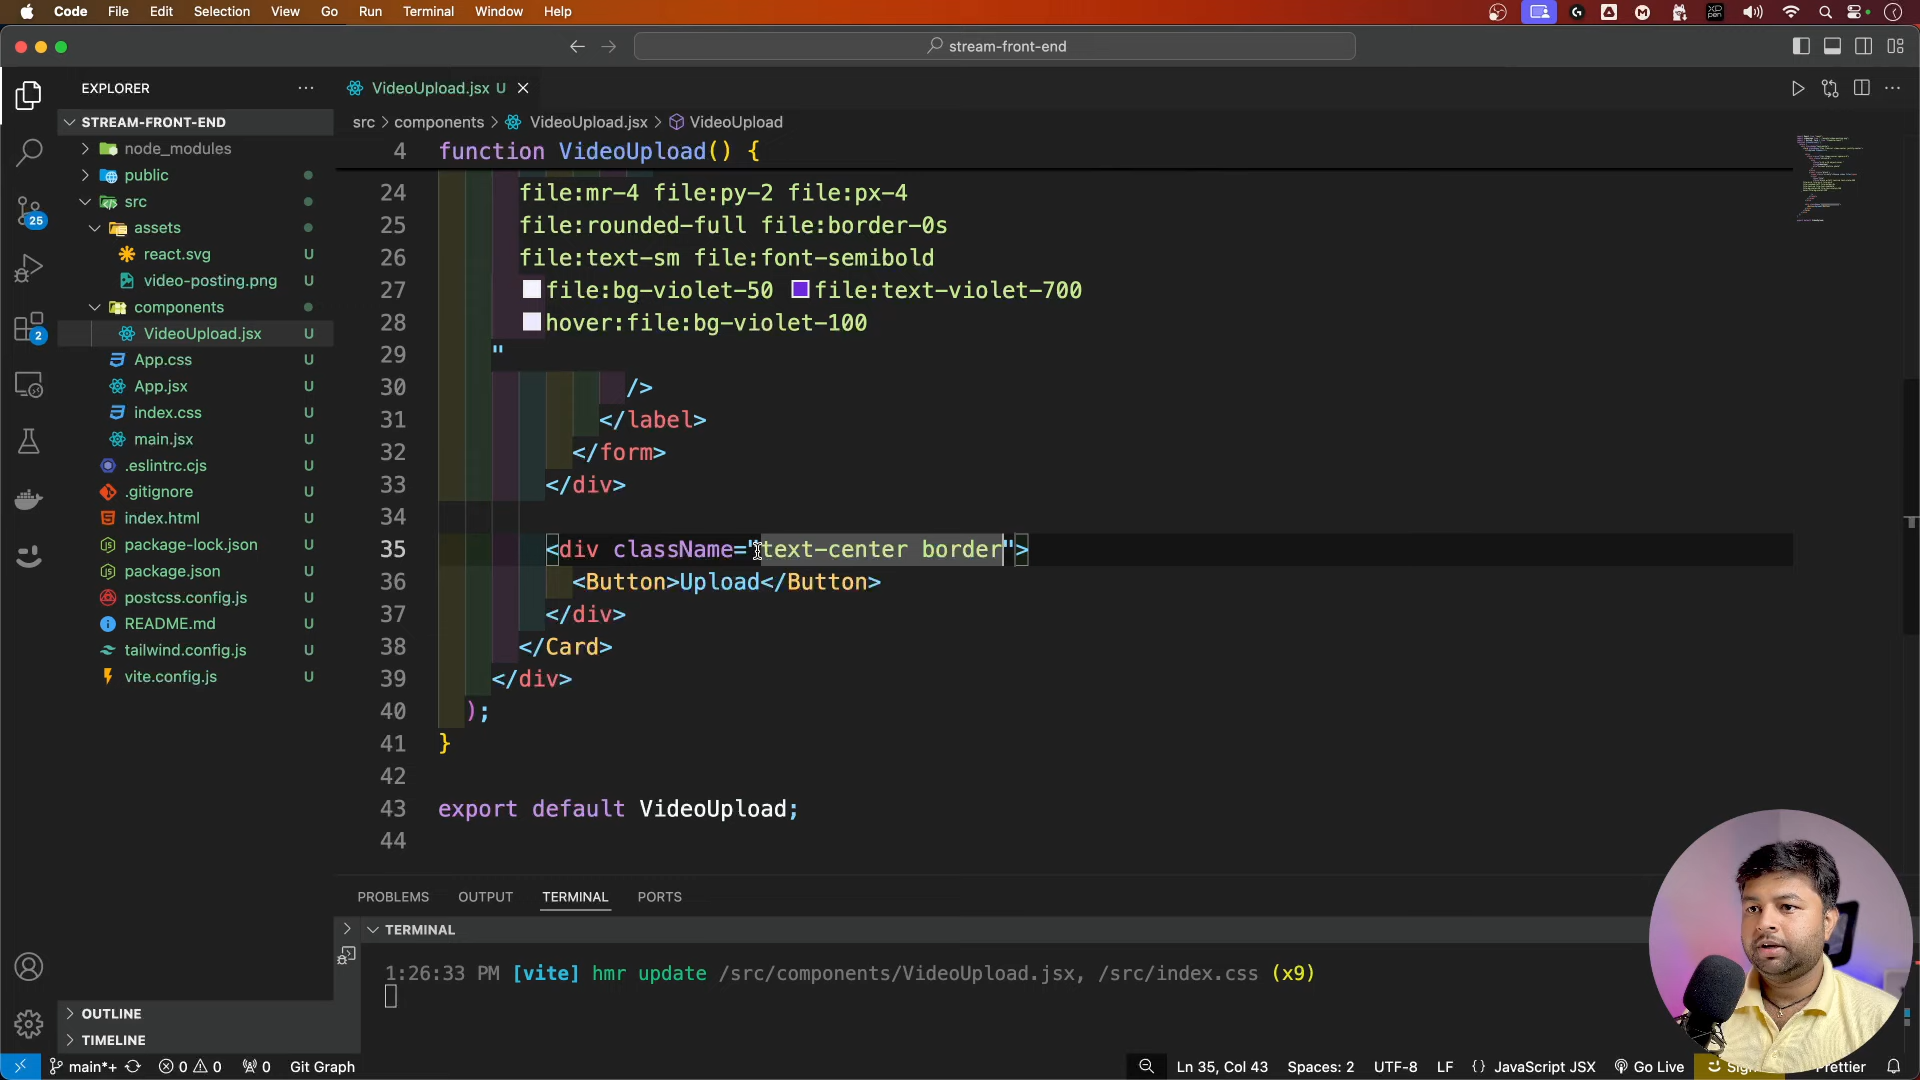 Code File Edit Selection View Go Run Terminal Window Help
stream-front-end
EXPLORER
VideoUpload.jsx U
STREAM-FRONT-END
src > components > VideoUpload.jsx > VideoUpload
node_modules
public
src
assets
react.svg U
video-posting.png U
components
VideoUpload.jsx U
App.css U
App.jsx U
index.css U
main.jsx U
.eslintrc.cjs U
.gitignore U
index.html U
package-lock.json U
package.json U
postcss.config.js U
README.md U
tailwind.config.js U
vite.config.js U
OUTLINE
TIMELINE
25
2
4 function VideoUpload() {
24 file:mr-4 file:py-2 file:px-4
25 file:rounded-full file:border-0s
26 file:text-sm file:font-semibold
27 file:bg-violet-50 file:text-violet-700
28 hover:file:bg-violet-100
29 "
30 />
31 </label>
32 </form>
33 </div>
34
35 <div className="text-center border">
36 <Button>Upload</Button>
37 </div>
38 </Card>
39 </div>
40 );
41 }
42
43 export default VideoUpload;
44
PROBLEMS OUTPUT TERMINAL PORTS
TERMINAL
1:26:33 PM [vite] hmr update /src/components/VideoUpload.jsx, /src/index.css (x9)
main*+ 0 0 0 Git Graph Ln 35, Col 43 Spaces: 2 UTF-8 LF {} JavaScript JSX Go Live